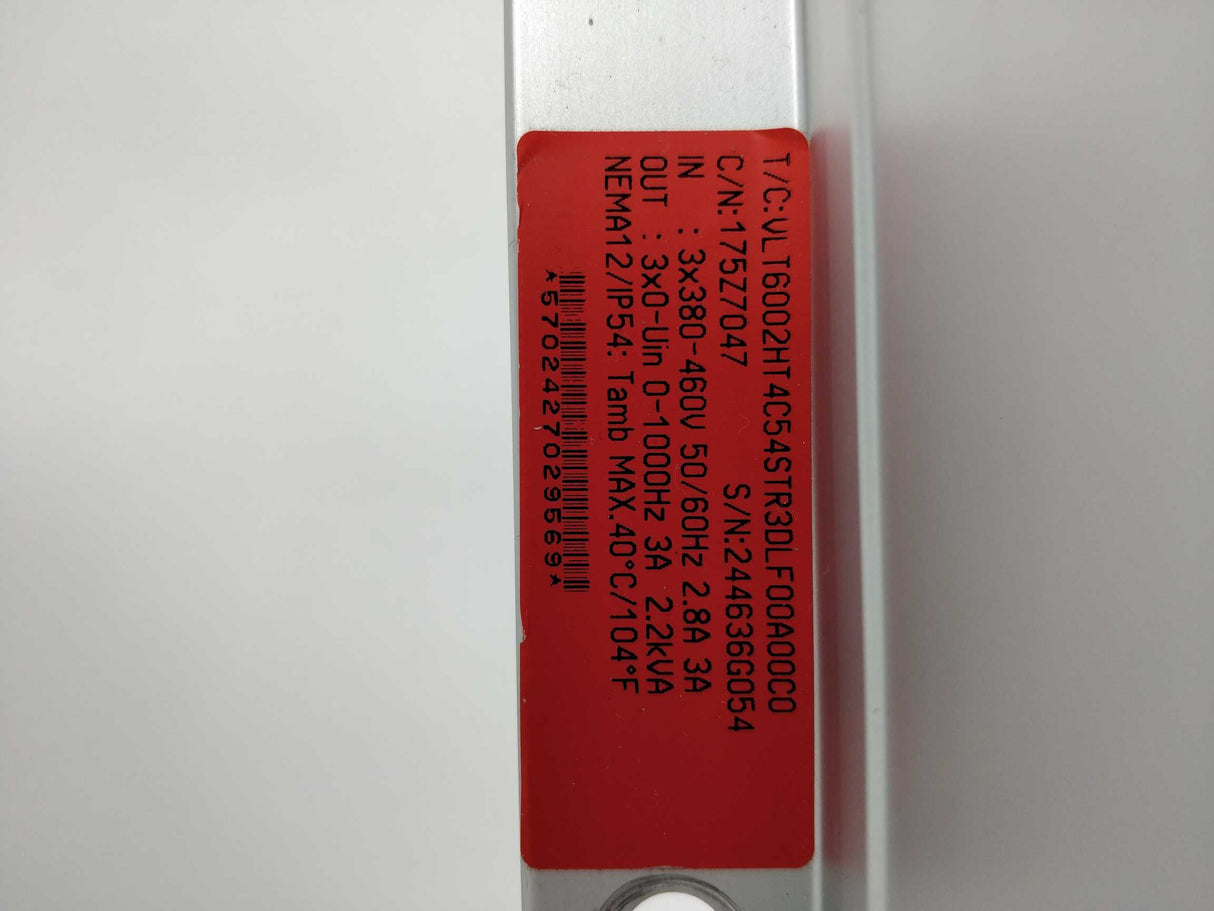 T/C:VLT6002HT4C54STR3DLF00A00C0
C/N:175Z7047 S/N:244636G054
IN : 3x380-460V 50/60Hz 2.8A 3A
OUT : 3x0-Uin 0-1000Hz 3A 2.2kVA
NEMA12/IP54: Tamb MAX.40°C/104°F
*5702427029569*